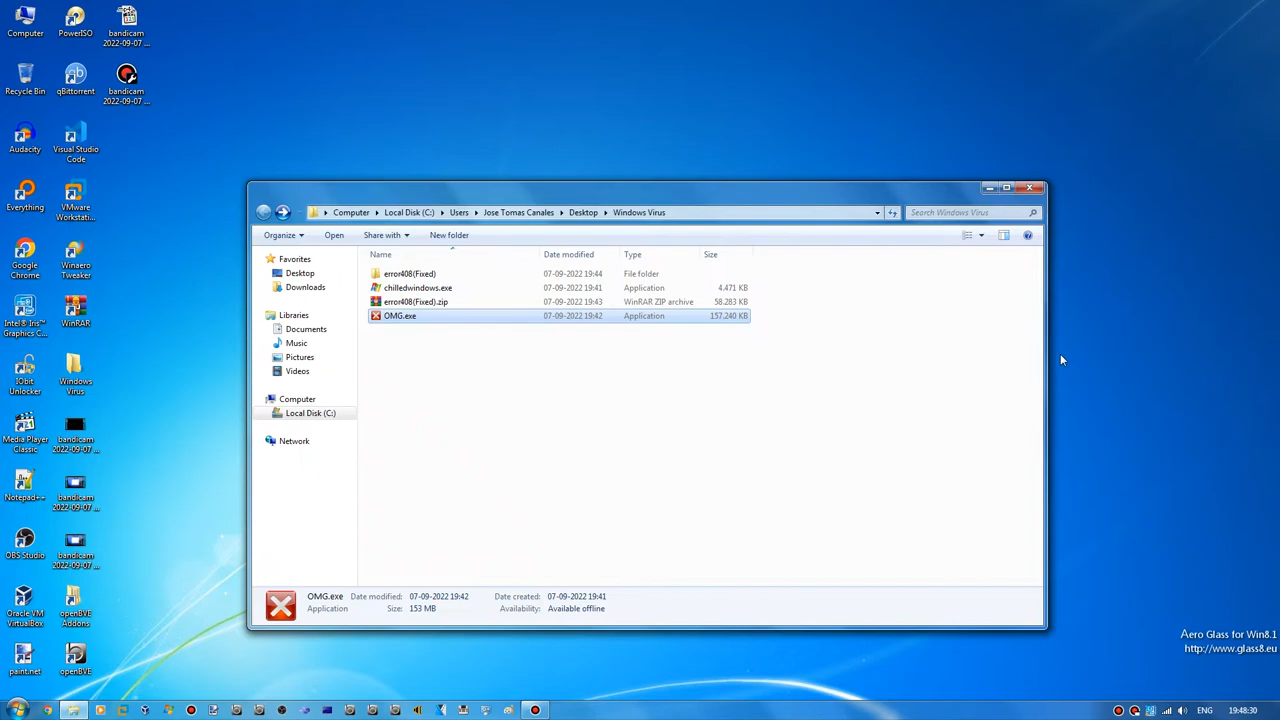 Computer
PowerISO
bandicam
2022-09-07 ...
Recycle Bin
qBittorrent
bandicam
2022-09-07 ...
Audacity
Visual Studio
Code
Everything
VMware
Workstati...
Google
Chrome
Winaero
Tweaker
Intel® Iris™
Graphics C...
WinRAR
IObit
Unlocker
Windows
Virus
Media Player
Classic
bandicam
2022-09-07 ...
Notepad++
bandicam
2022-09-07 ...
OBS Studio
bandicam
2022-09-07 ...
Oracle VM
VirtualBox
openBVE
Addons
paint.net
openBVE
Computer Local Disk (C:) Users Jose Tomas Canales Desktop Windows Virus
Search Windows Virus
Organize Open Share with New folder
Name Date modified Type Size
error408(Fixed) 07-09-2022 19:44 File folder
chilledwindows.exe 07-09-2022 19:41 Application 4.471 KB
error408(Fixed).zip 07-09-2022 19:43 WinRAR ZIP archive 58.283 KB
OMG.exe 07-09-2022 19:42 Application 157.240 KB
Favorites
Desktop
Downloads
Libraries
Documents
Music
Pictures
Videos
Computer
Local Disk (C:)
Network
OMG.exe Date modified: 07-09-2022 19:42 Date created: 07-09-2022 19:41
Application Size: 153 MB Availability: Available offline
Aero Glass for Win8.1
http://www.glass8.eu
ENG 19:48:30